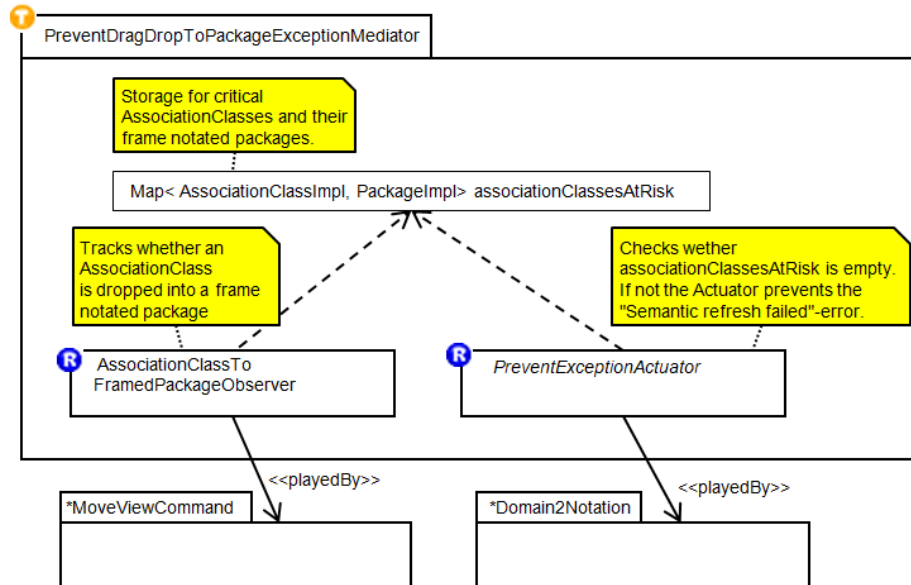 T
PreventDragDropToPackageExceptionMediator
Storage for critical
AssociationClasses and their
frame notated packages.
Map< AssociationClassImpl, PackageImpl> associationClassesAtRisk
Tracks whether an
AssociationClass
is dropped into a frame
notated package
Checks wether
associationClassesAtRisk is empty.
If not the Actuator prevents the
"Semantic refresh failed"-error.
R
AssociationClassTo
FramedPackageObserver
R
PreventExceptionActuator
<<playedBy>>
<<playedBy>>
*MoveViewCommand
*Domain2Notation